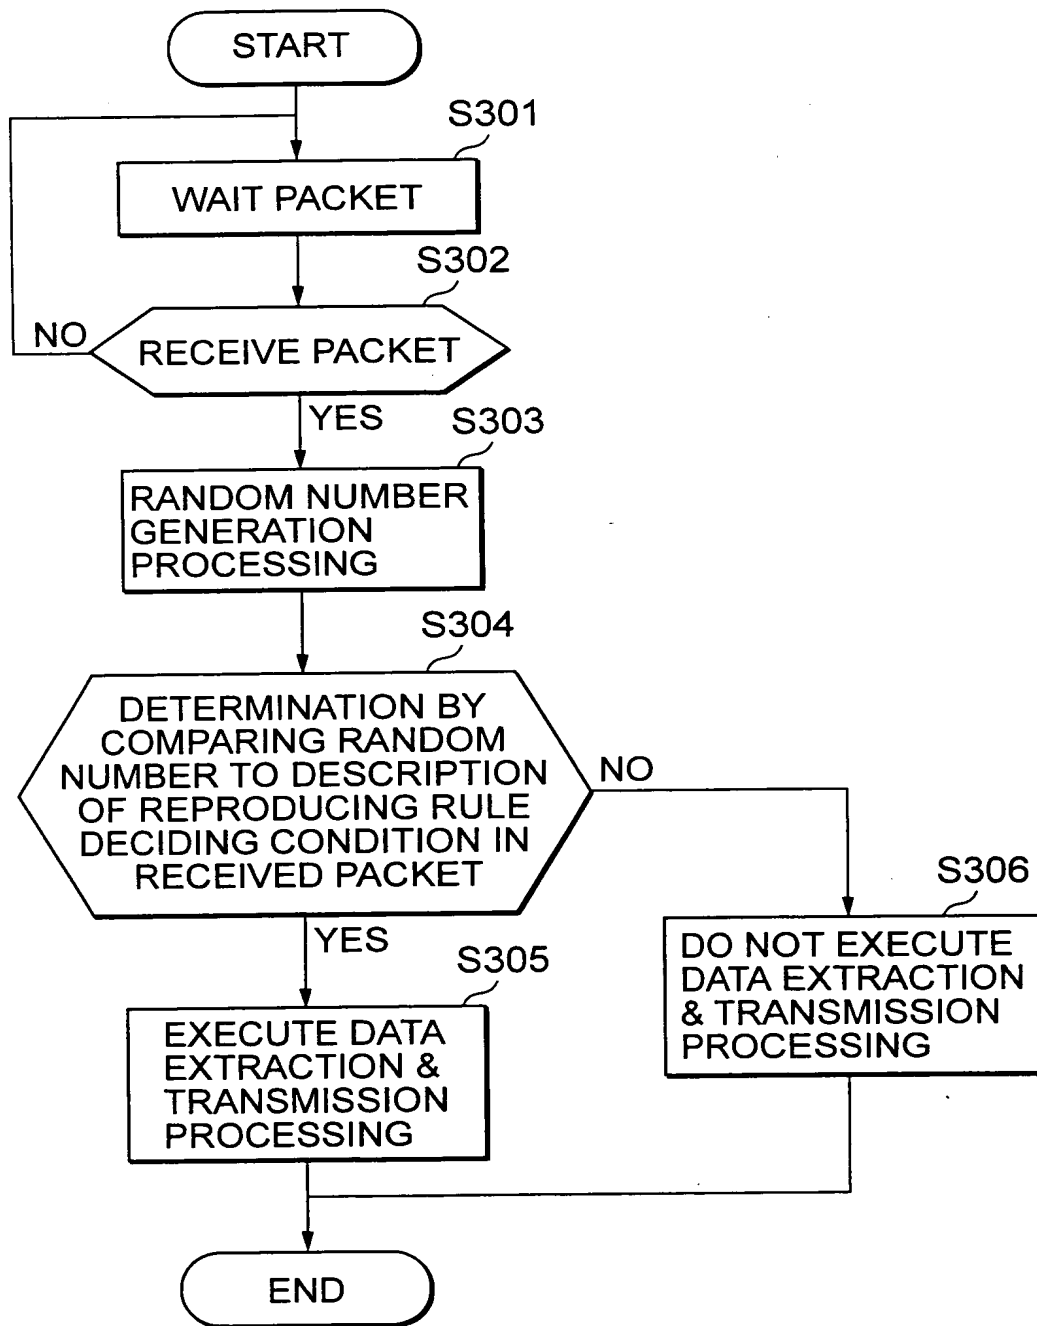 START
S301
WAIT PACKET
S302
NO
RECEIVE PACKET
YES
S303
RANDOM NUMBER
GENERATION
PROCESSING
S304
DETERMINATION BY
COMPARING RANDOM
NUMBER TO DESCRIPTION
OF REPRODUCING RULE
DECIDING CONDITION IN
RECEIVED PACKET
NO
YES
S305
EXECUTE DATA
EXTRACTION &
TRANSMISSION
PROCESSING
S306
DO NOT EXECUTE
DATA EXTRACTION
& TRANSMISSION
PROCESSING
END